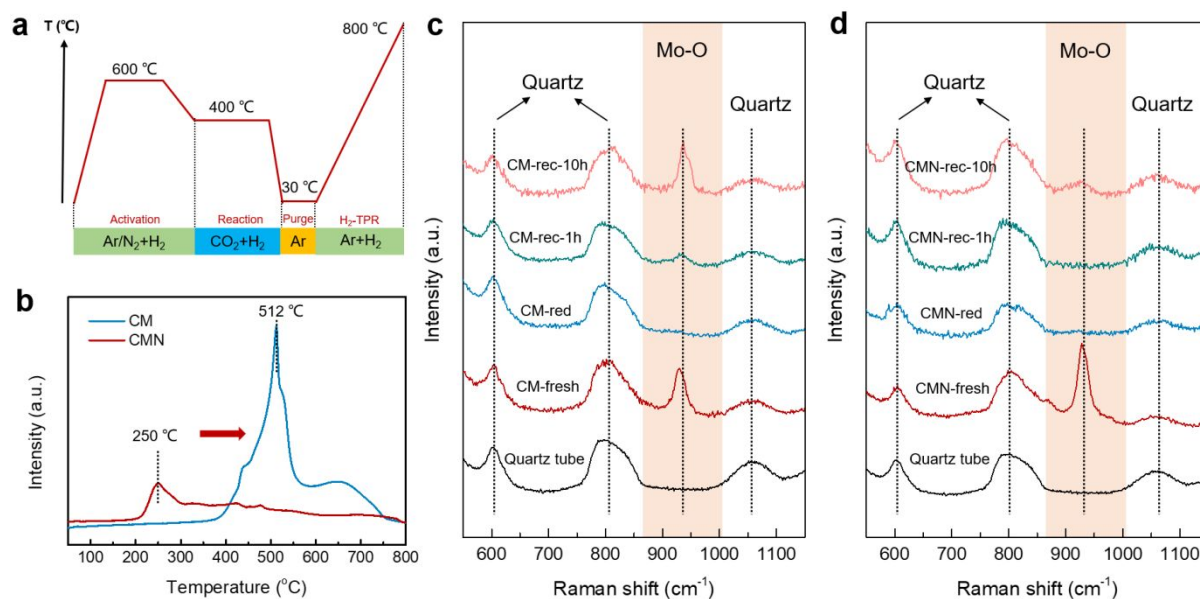 a
T (℃)
600 ℃
400 ℃
30 ℃
800 ℃
Activation
Reaction
Purge
H₂-TPR
Ar/N₂+H₂
CO₂+H₂
Ar
Ar+H₂
b
CM
CMN
512 ℃
250 ℃
Intensity (a.u.)
100 200 300 400 500 600 700 800
Temperature (°C)
c
Mo-O
Quartz
Quartz
CM-rec-10h
CM-rec-1h
CM-red
CM-fresh
Quartz tube
Intensity (a.u.)
600 700 800 900 1000 1100
Raman shift (cm⁻¹)
d
Mo-O
Quartz
Quartz
CMN-rec-10h
CMN-rec-1h
CMN-red
CMN-fresh
Quartz tube
Intensity (a.u.)
600 700 800 900 1000 1100
Raman shift (cm⁻¹)